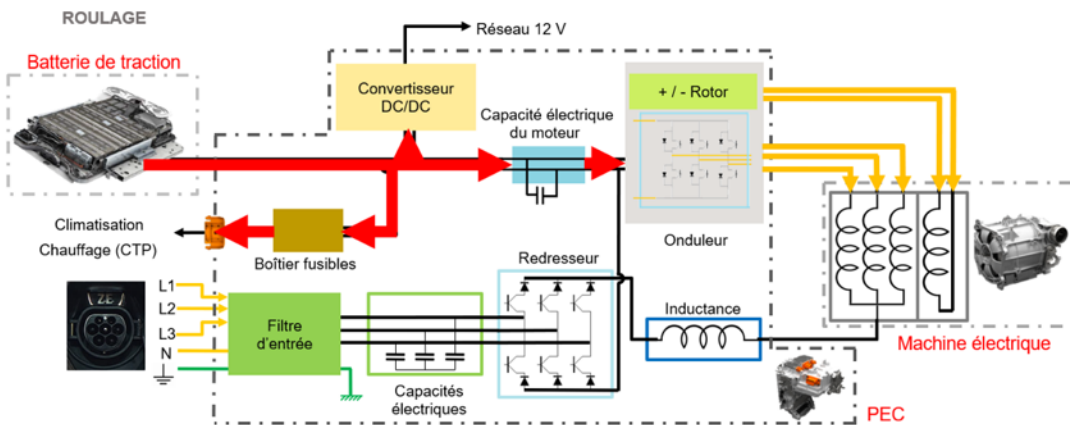 ROULAGE
Réseau 12 V
Batterie de traction
Convertisseur
DC/DC
Capacité électrique
du moteur
+ / - Rotor
Climatisation
Chauffage (CTP)
Boîtier fusibles
Onduleur
Redresseur
ZE
L1
L2
L3
N
Filtre
d'entrée
Capacités
électriques
Inductance
Machine électrique
PEC